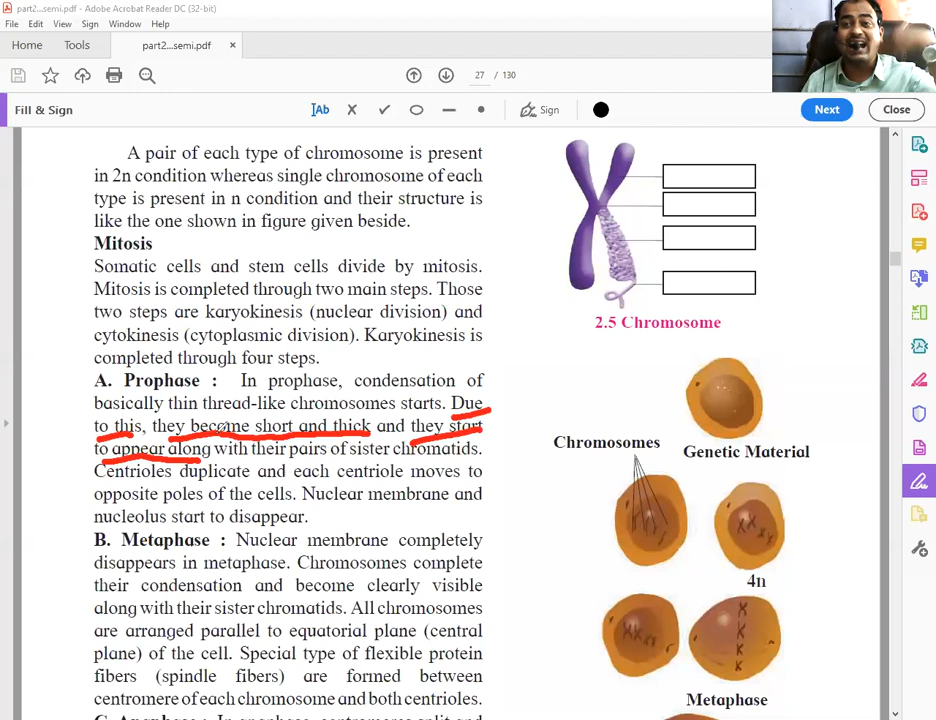 part2...semi.pdf - Adobe Acrobat Reader DC (32-bit)
File Edit View Sign Window Help
Home Tools part2...semi.pdf ×
27 / 130
Fill & Sign
Ab
Sign
Next
Close
A pair of each type of chromosome is present
in 2n condition whereas single chromosome of each
type is present in n condition and their structure is
like the one shown in figure given beside.
Mitosis
Somatic cells and stem cells divide by mitosis.
Mitosis is completed through two main steps. Those
two steps are karyokinesis (nuclear division) and
cytokinesis (cytoplasmic division). Karyokinesis is
completed through four steps.
A. Prophase : In prophase, condensation of
basically thin thread-like chromosomes starts. Due
to this, they become short and thick and they start
to appear along with their pairs of sister chromatids.
Centrioles duplicate and each centriole moves to
opposite poles of the cells. Nuclear membrane and
nucleolus start to disappear.
B. Metaphase : Nuclear membrane completely
disappears in metaphase. Chromosomes complete
their condensation and become clearly visible
along with their sister chromatids. All chromosomes
are arranged parallel to equatorial plane (central
plane) of the cell. Special type of flexible protein
fibers (spindle fibers) are formed between
centromere of each chromosome and both centrioles.
C. Anaphase : In anaphase, centromeres split and
2.5 Chromosome
Genetic Material
Chromosomes
4n
Metaphase